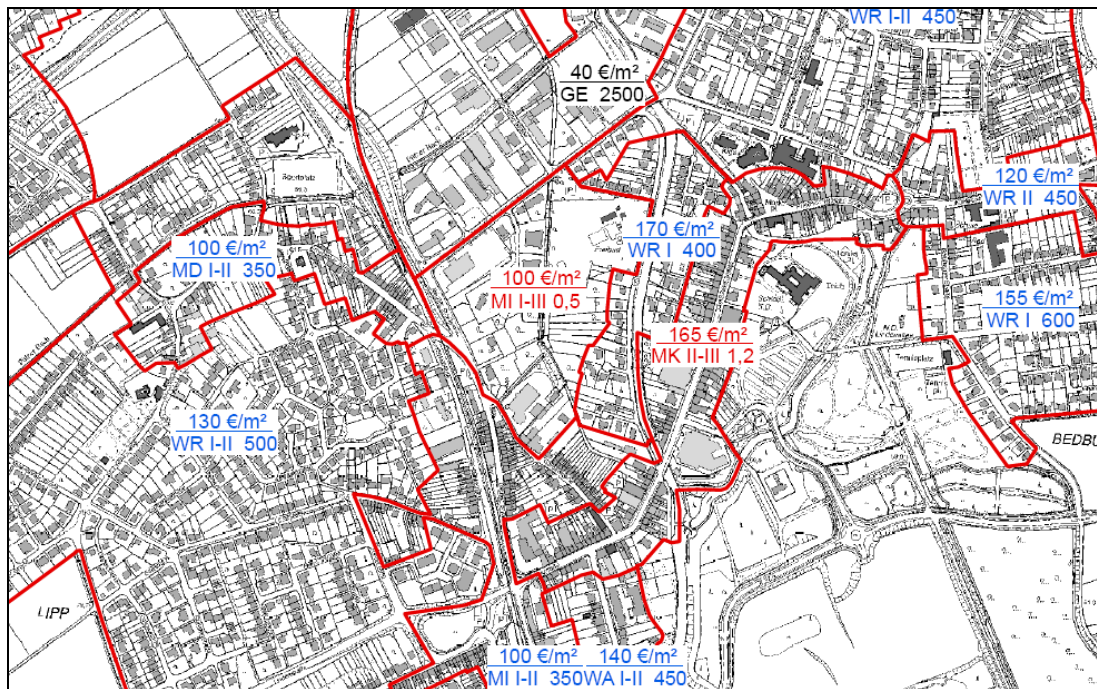 WR I-II 450
40 €/m²
GE 2500
Sportplatz
120 €/m²
WR II 450
170 €/m²
WR I 400
100 €/m²
MD I-II 350
100 €/m²
MI I-III 0,5
155 €/m²
WR I 600
165 €/m²
MK II-III 1,2
130 €/m²
WR I-II 500
BEDBU
LIPP
100 €/m²
MI I-II 350
140 €/m²
WA I-II 450